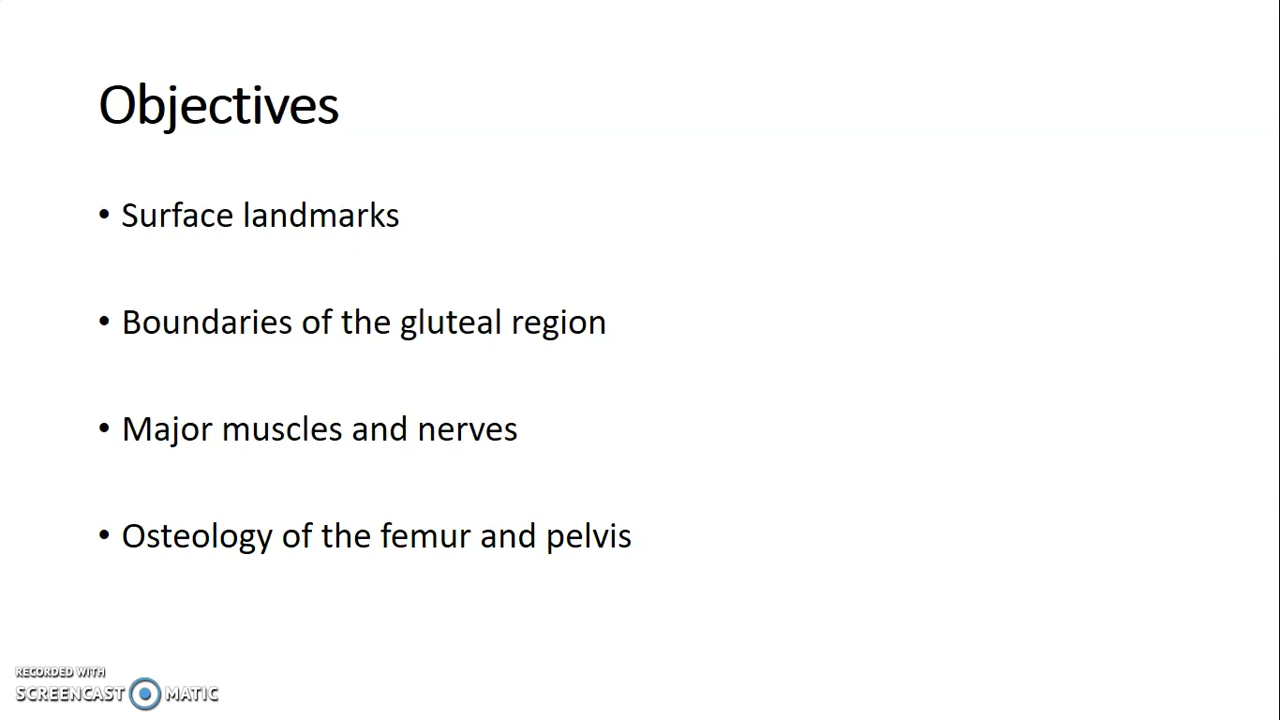 Objectives
• Surface landmarks
• Boundaries of the gluteal region
• Major muscles and nerves
• Osteology of the femur and pelvis
RECORDED WITH
SCREENCAST MATIC